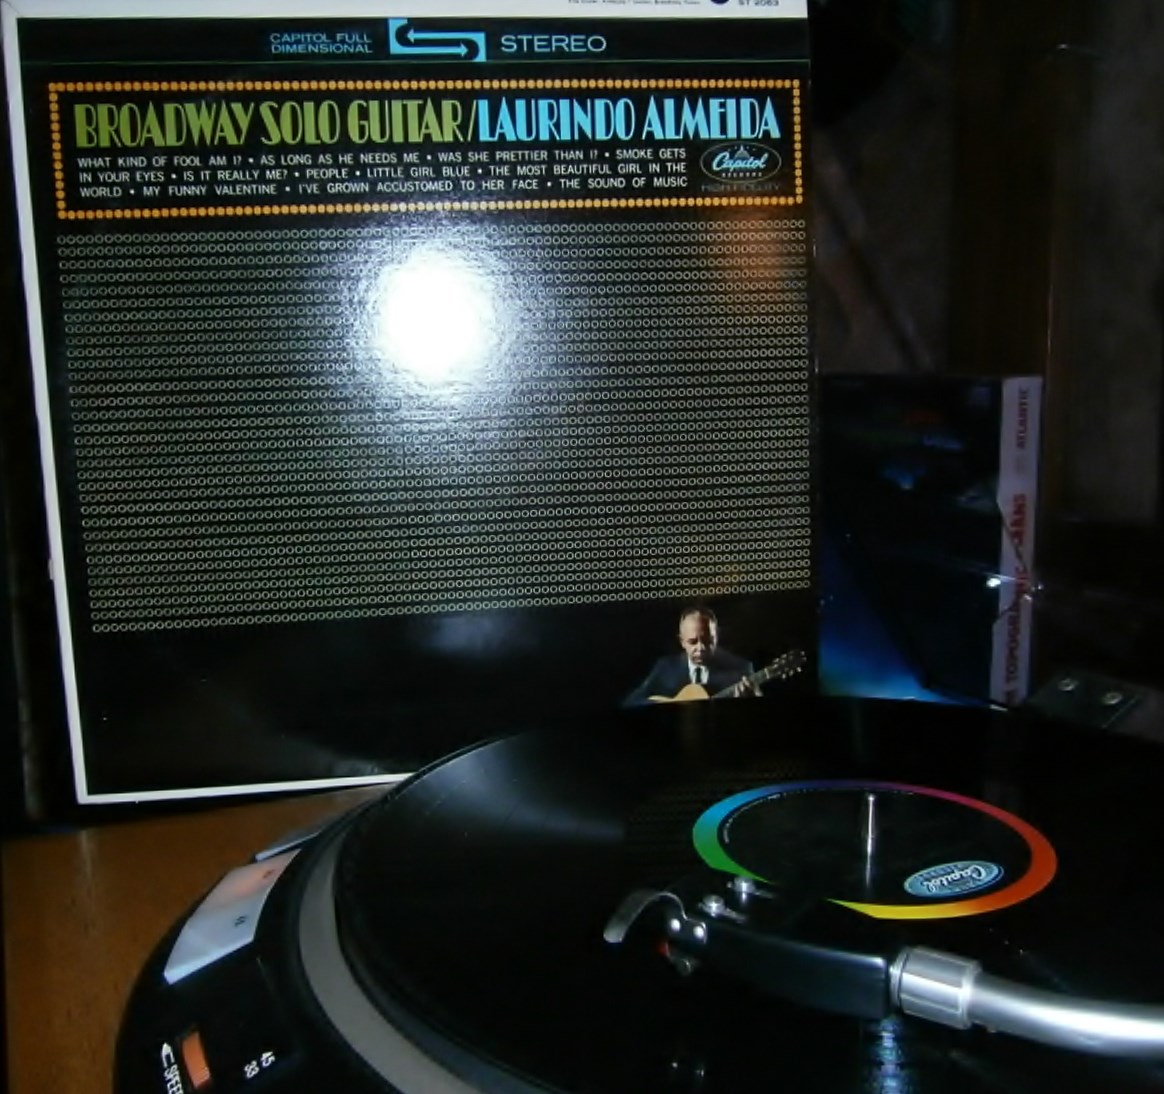 ST 2063
CAPITOL FULL
DIMENSIONAL
STEREO
BROADWAY SOLO GUITAR/LAURINDO ALMEIDA
WHAT KIND OF FOOL AM I? • AS LONG AS HE NEEDS ME • WAS SHE PRETTIER THAN I? • SMOKE GETS
IN YOUR EYES • IS IT REALLY ME? • PEOPLE • LITTLE GIRL BLUE • THE MOST BEAUTIFUL GIRL IN THE
WORLD • MY FUNNY VALENTINE • I'VE GROWN ACCUSTOMED TO HER FACE • THE SOUND OF MUSIC
Capitol
RECORDS
HIGH FIDELITY
ATLANTIC
TOPOGRAPHIC
Capitol
45
33
SPEE